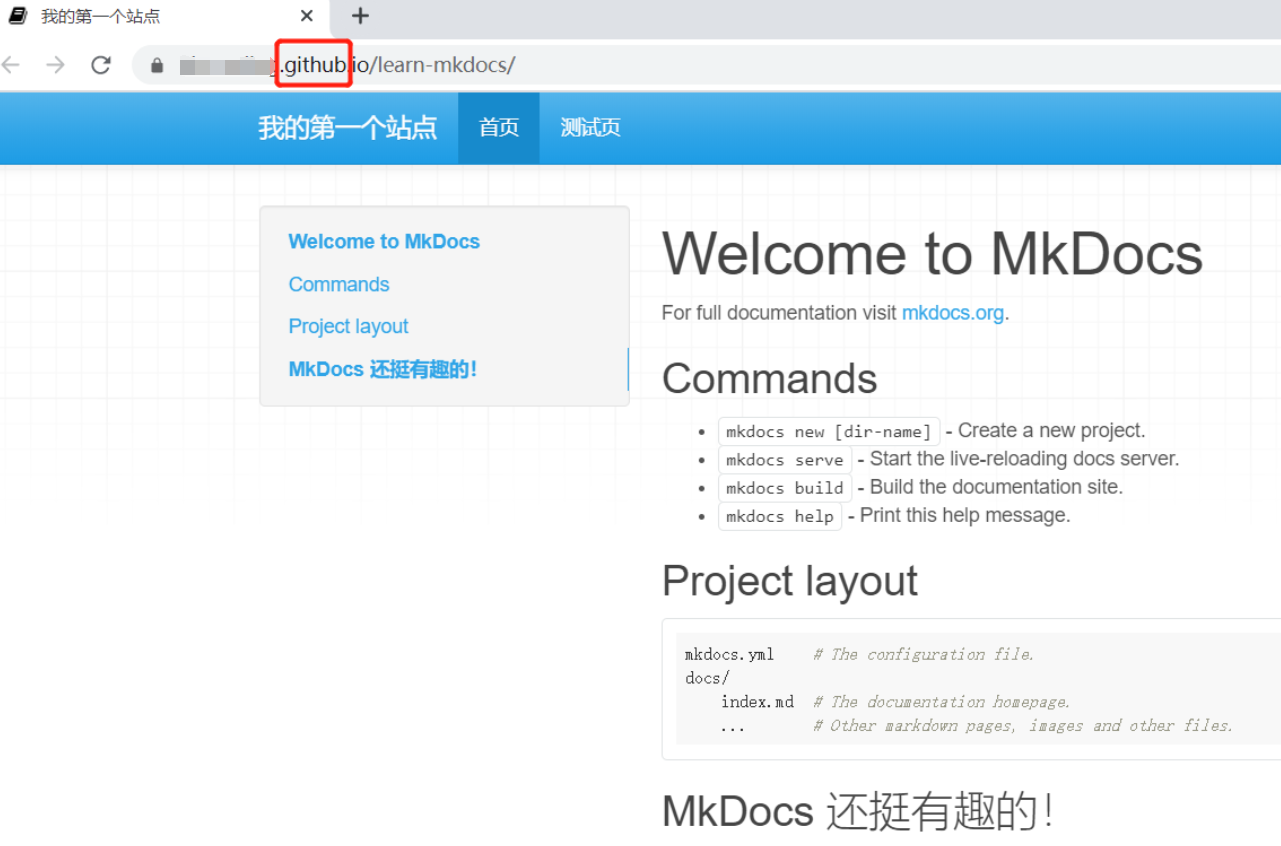 我的第一个站点
.github.io/learn-mkdocs/
我的第一个站点 首页 测试页
Welcome to MkDocs
Commands
Project layout
MkDocs 还挺有趣的!
Welcome to MkDocs
For full documentation visit mkdocs.org.
Commands
mkdocs new [dir-name] - Create a new project.
mkdocs serve - Start the live-reloading docs server.
mkdocs build - Build the documentation site.
mkdocs help - Print this help message.
Project layout
mkdocs.yml # The configuration file.
docs/
index.md # The documentation homepage.
... # Other markdown pages, images and other files.
MkDocs 还挺有趣的!